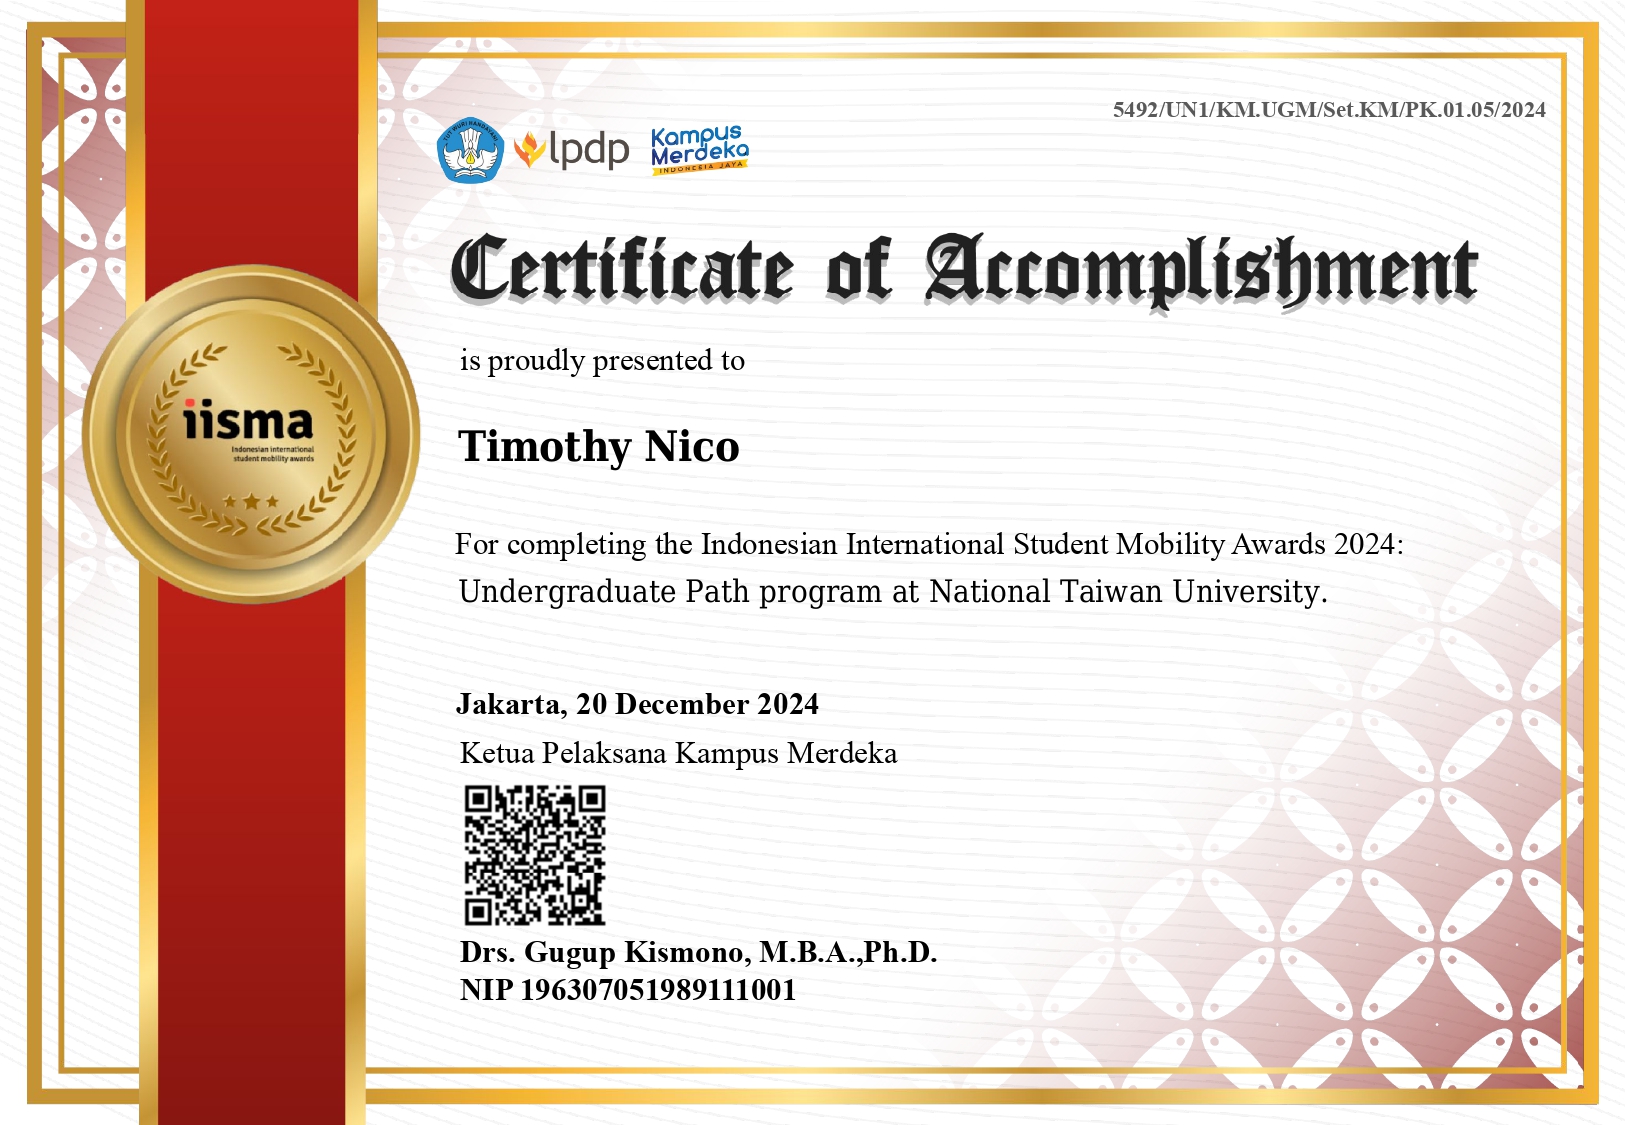 5492/UN1/KM.UGM/Set.KM/PK.01.05/2024
TUT WURI HANDAYANI
lpdp
Kampus
Merdeka
INDONESIA JAYA
Certificate of Accomplishment
is proudly presented to
iisma
Indonesian international
student mobility awards
Timothy Nico
For completing the Indonesian International Student Mobility Awards 2024:
Undergraduate Path program at National Taiwan University.
Jakarta, 20 December 2024
Ketua Pelaksana Kampus Merdeka
Drs. Gugup Kismono, M.B.A.,Ph.D.
NIP 196307051989111001